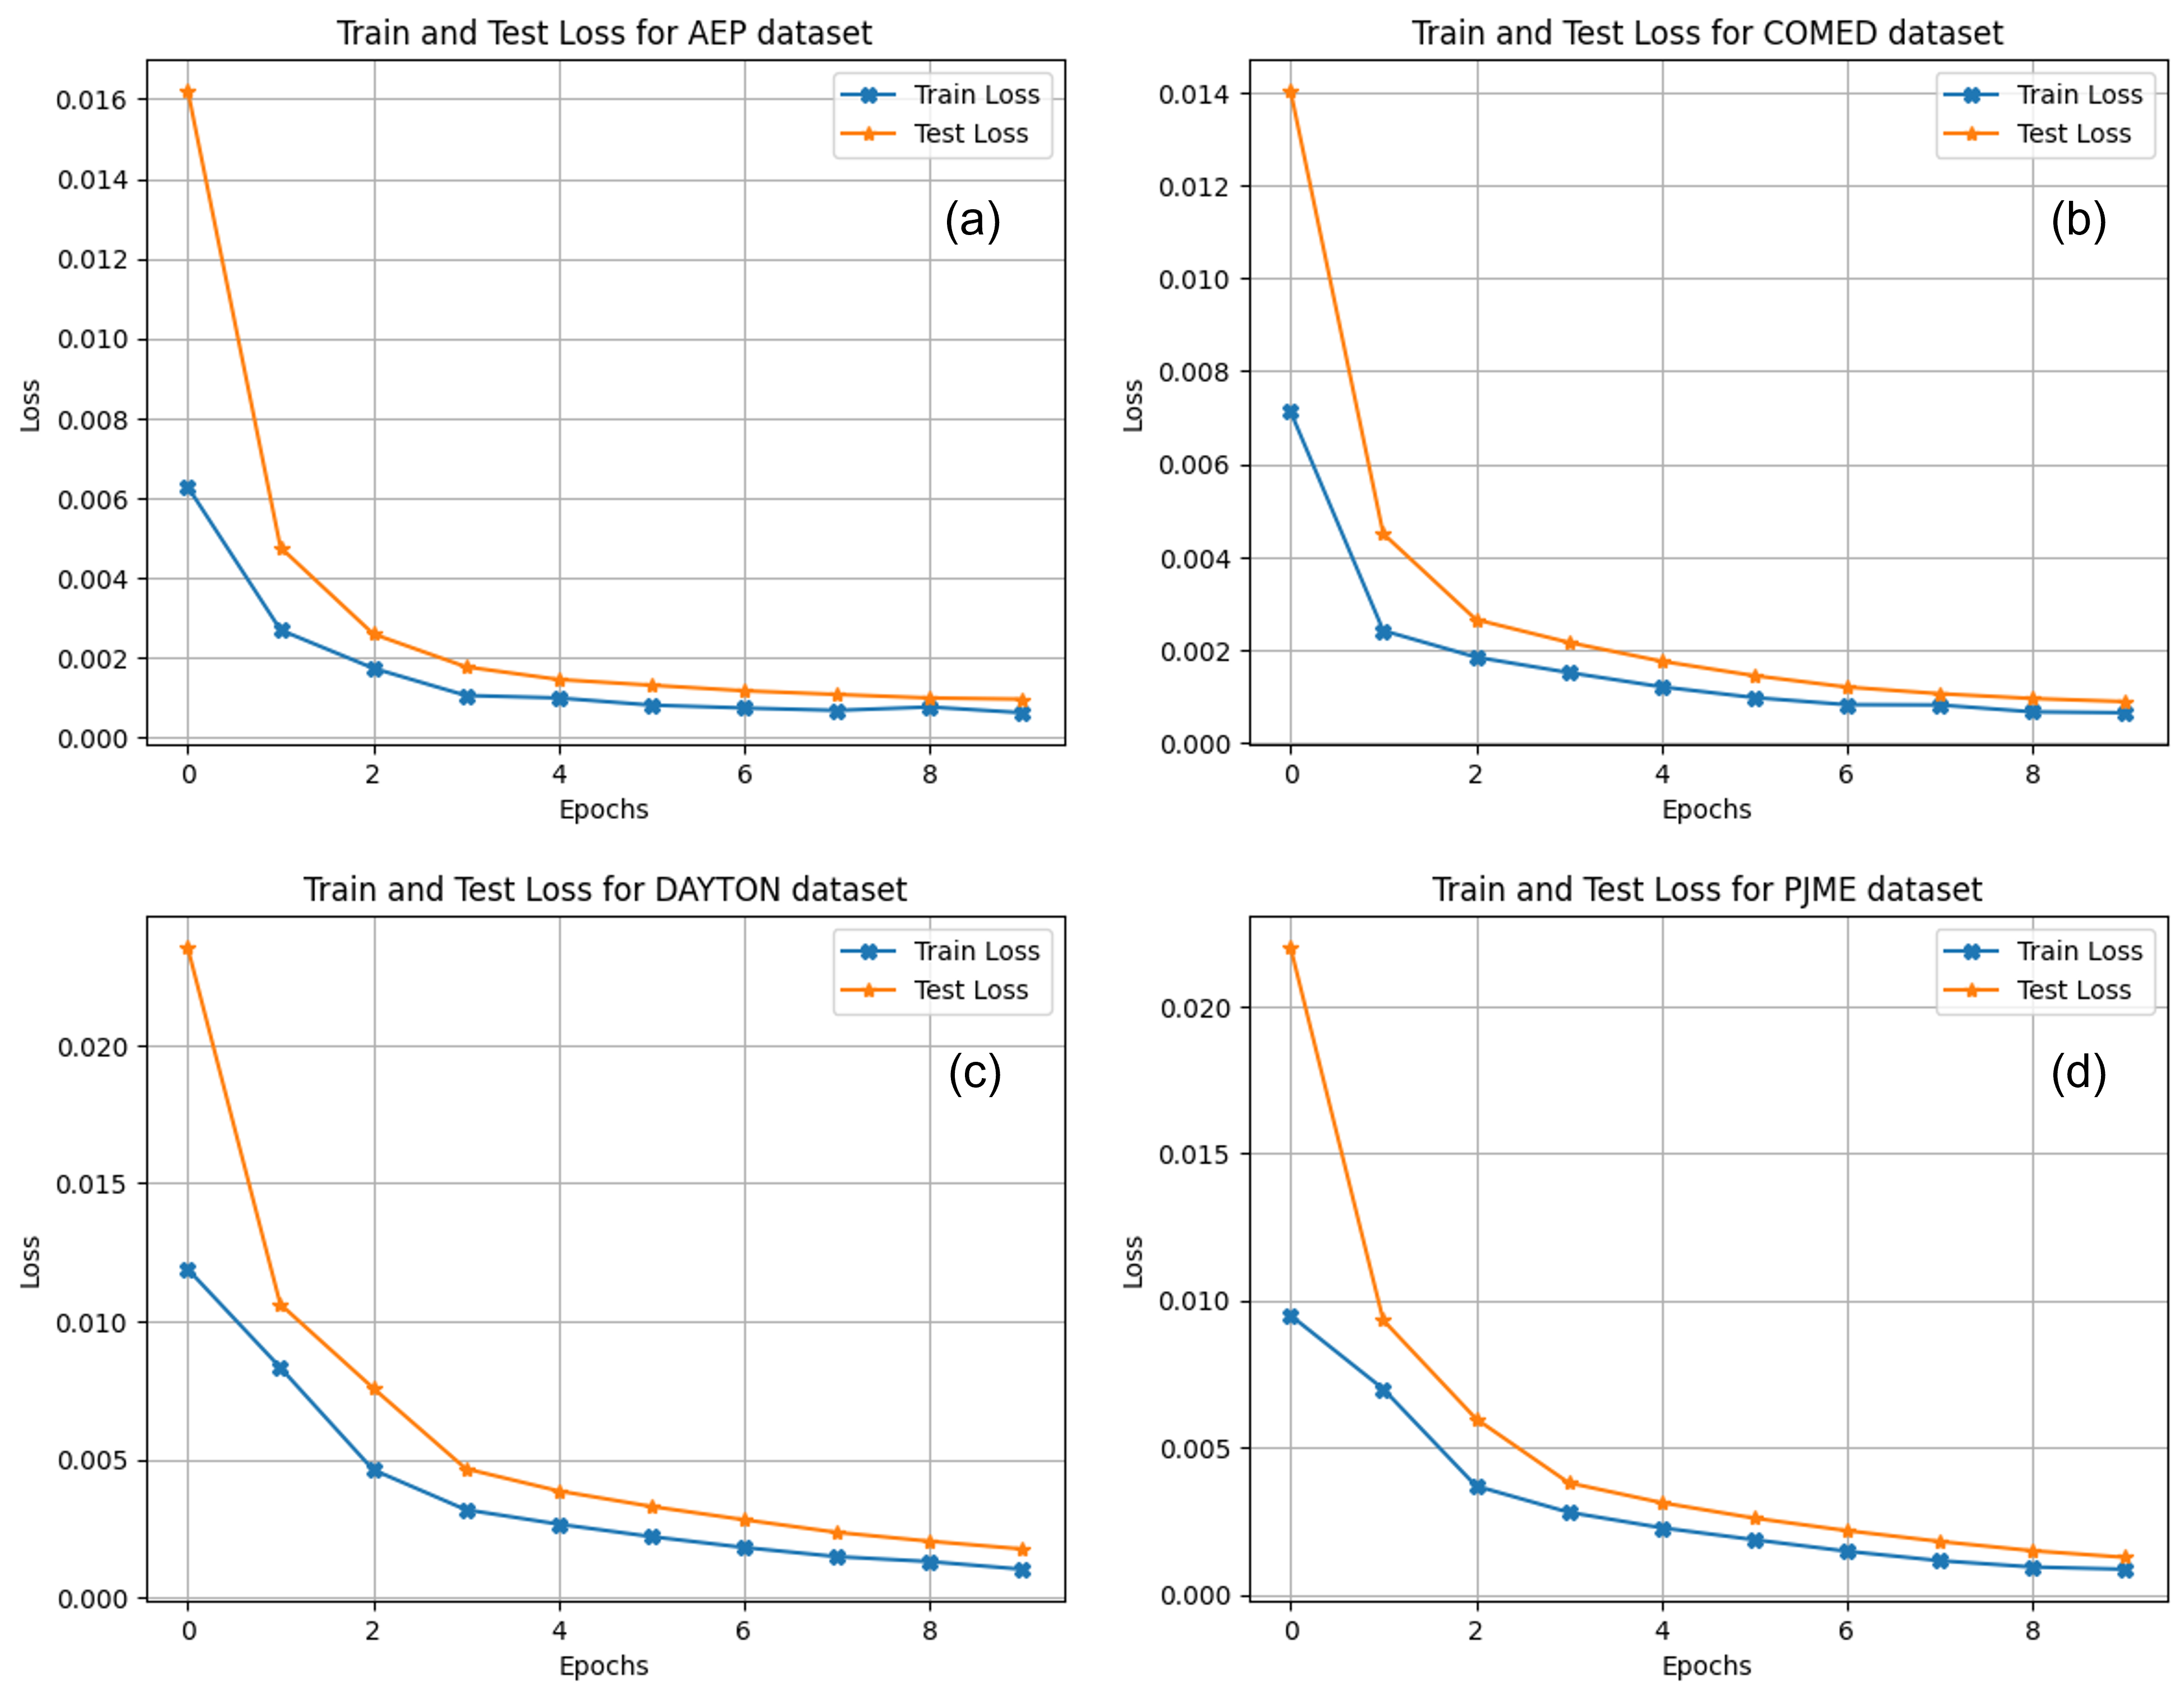 Train and Test Loss for AEP dataset
Train Loss
Test Loss
(a)
0.016
0.014
0.012
0.010
0.008
0.006
0.004
0.002
0.000
Loss
0 2 4 6 8
Epochs
Train and Test Loss for COMED dataset
Train Loss
Test Loss
(b)
0.014
0.012
0.010
0.008
0.006
0.004
0.002
0.000
Loss
0 2 4 6 8
Epochs
Train and Test Loss for DAYTON dataset
Train Loss
Test Loss
(c)
0.020
0.015
0.010
0.005
0.000
Loss
0 2 4 6 8
Epochs
Train and Test Loss for PJME dataset
Train Loss
Test Loss
(d)
0.020
0.015
0.010
0.005
0.000
Loss
0 2 4 6 8
Epochs